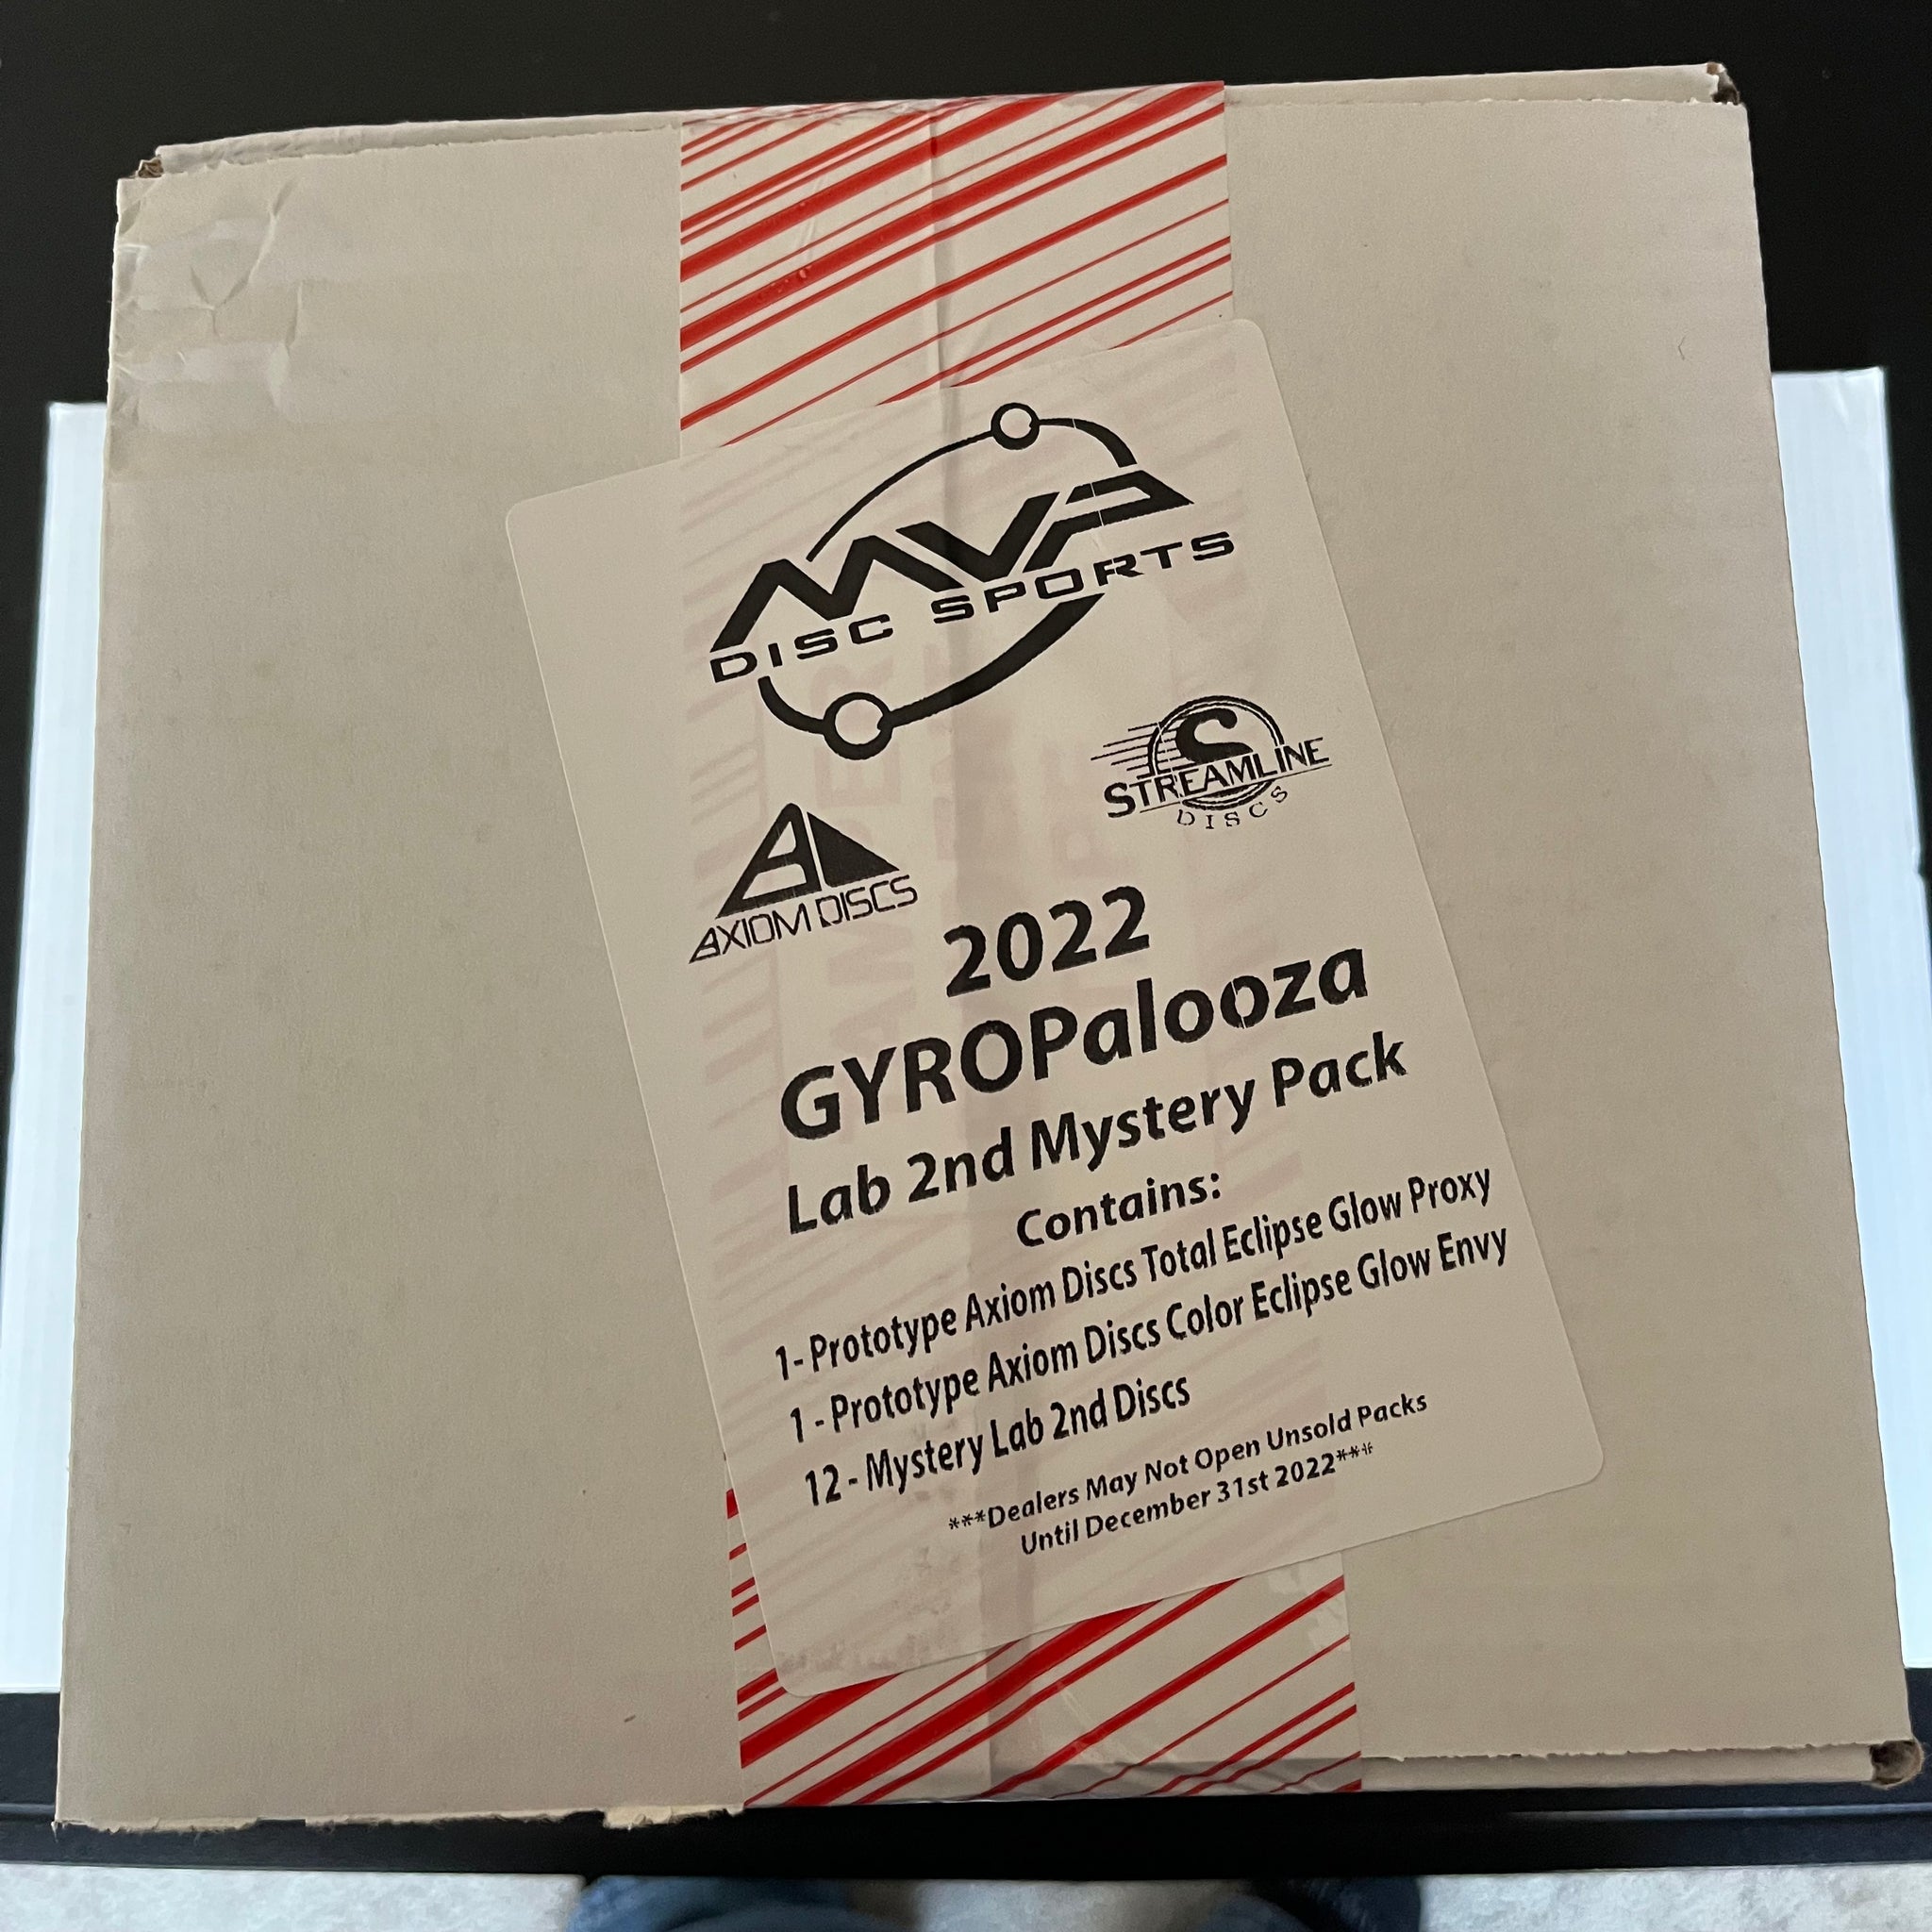 MVP
DISC SPORTS
S
STREAMLINE
DISCS
AXIOM DISCS
2022
GYROPalooza
Lab 2nd Mystery Pack
Contains:
1- Prototype Axiom Discs Total Eclipse Glow Proxy
1 - Prototype Axiom Discs Color Eclipse Glow Envy
12 - Mystery Lab 2nd Discs
***Dealers May Not Open Unsold Packs
Until December 31st 2022***